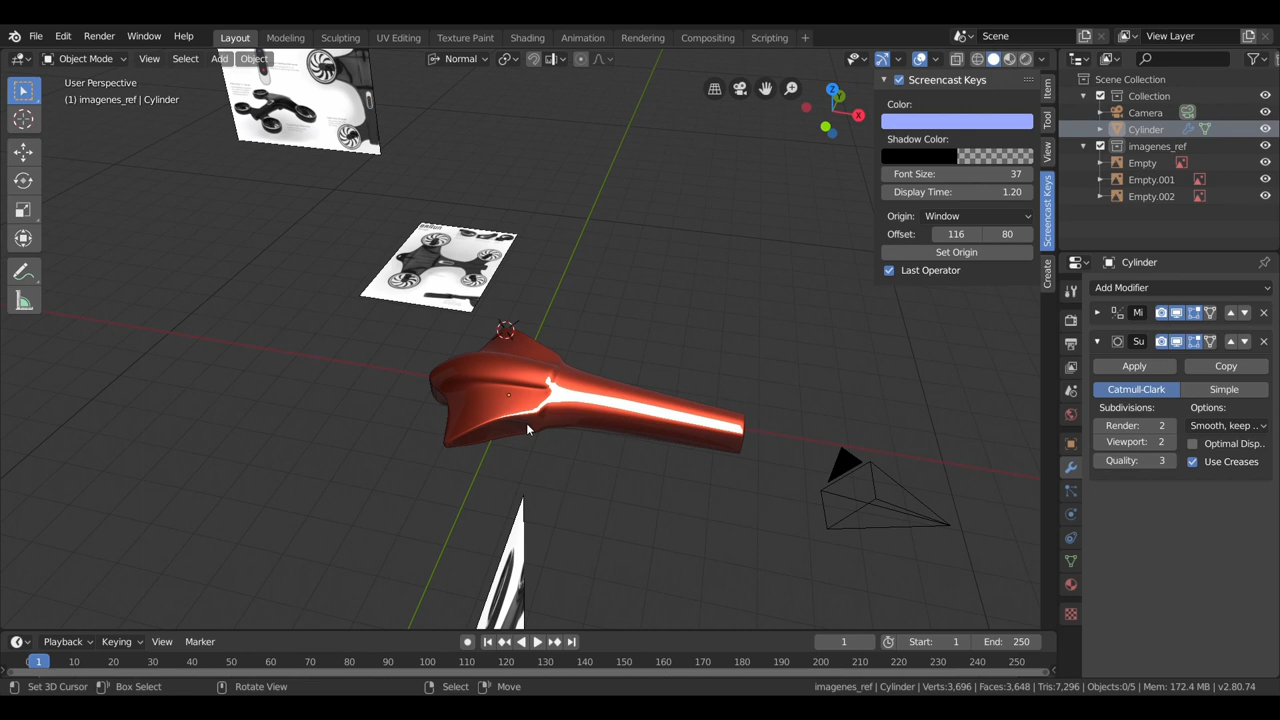 File Edit Render Window Help Layout Modeling Sculpting UV Editing Texture Paint Shading Animation Rendering Compositing Scripting + Scene View Layer
Object Mode View Select Add Object Normal
User Perspective
(1) imagenes_ref | Cylinder
Z
Y
X
Screencast Keys
Color:
Shadow Color:
Font Size: 37
Display Time: 1.20
Origin: Window
Offset: 116 80
Set Origin
Last Operator
Item
Tool
View
Screencast Keys
Create
Scene Collection
Collection
Camera
Cylinder
imagenes_ref
Empty
Empty.001
Empty.002
Cylinder
Add Modifier
Mi
Su
Apply Copy
Catmull-Clark Simple
Subdivisions: Options:
Render: 2 Smooth, keep ..
Viewport: 2 Optimal Disp..
Quality: 3 Use Creases
BRAUN
Playback Keying View Marker 1 Start: 1 End: 250
1 10 20 30 40 50 60 70 80 90 100 110 120 130 140 150 160 170 180 190 200 210 220 230 240 250
Set 3D Cursor Box Select Rotate View Select Move imagenes_ref | Cylinder | Verts:3,696 | Faces:3,648 | Tris:7,296 | Objects:0/5 | Mem: 172.4 MB | v2.80.74